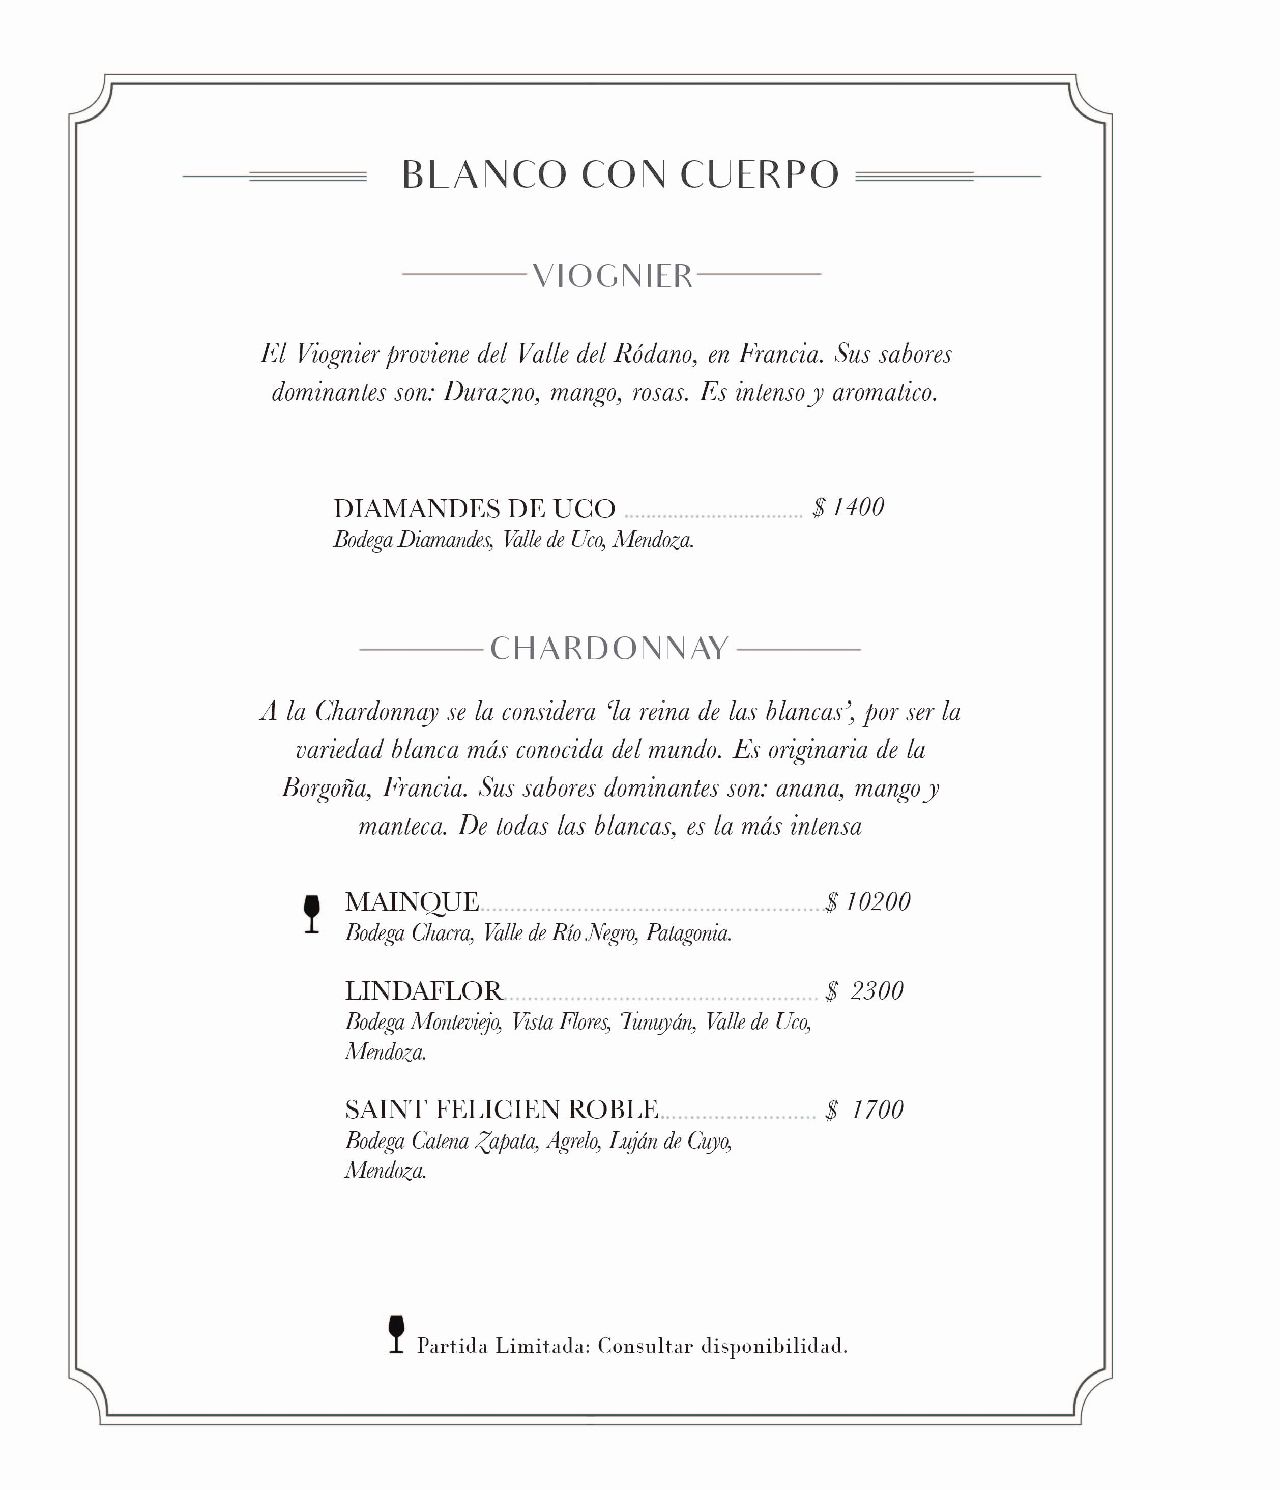 BLANCO CON CUERPO
VIOGNIER
El Viognier proviene del Valle del Ródano, en Francia. Sus sabores
dominantes son: Durazno, mango, rosas. Es intenso y aromatico.
DIAMANDES DE UCO ................................ $ 1400
Bodega Diamandes, Valle de Uco, Mendoza.
CHARDONNAY
A la Chardonnay se la considera ‘la reina de las blancas’, por ser la
variedad blanca más conocida del mundo. Es originaria de la
Borgoña, Francia. Sus sabores dominantes son: anana, mango y
manteca. De todas las blancas, es la más intensa
MAINQUE............................................................$ 10200
Bodega Chacra, Valle de Río Negro, Patagonia.
LINDAFLOR....................................................... $ 2300
Bodega Monteviejo, Vista Flores, Tunuyán, Valle de Uco,
Mendoza.
SAINT FELICIEN ROBLE........................... $ 1700
Bodega Catena Zapata, Agrelo, Luján de Cuyo,
Mendoza.
Partida Limitada: Consultar disponibilidad.